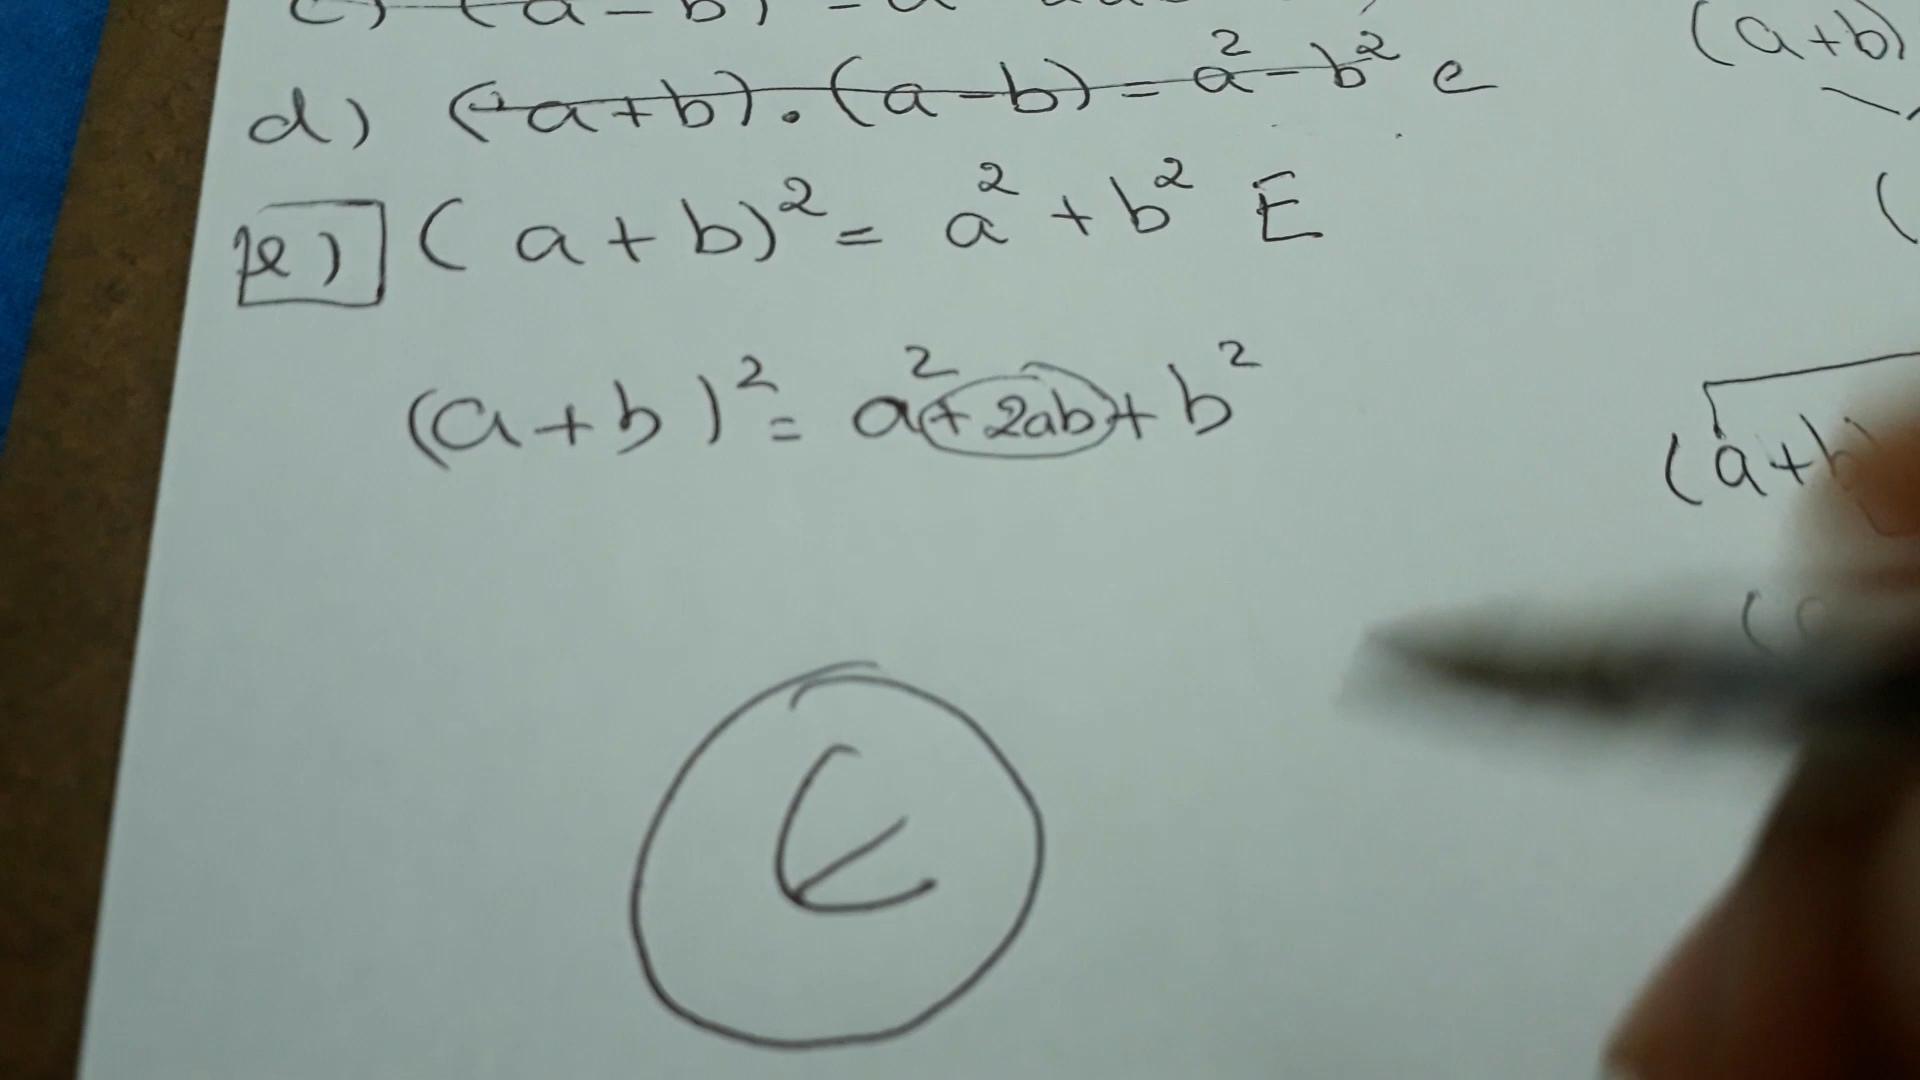 d) (a+b).(a-b)=a²-b² e
e) (a+b)²= a²+b² E
(a+b)²= a²+2ab+b²
(a+b)
(
(a+b)